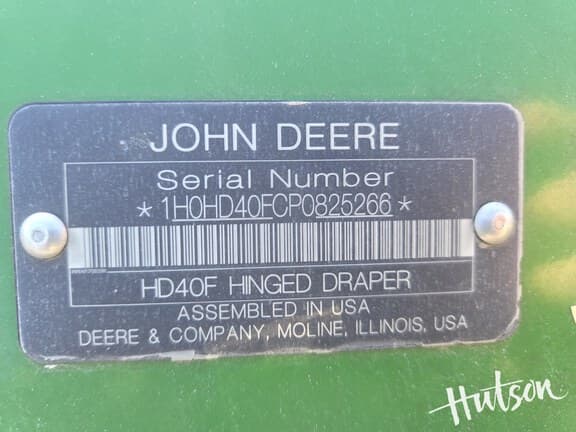 JOHN DEERE
Serial Number
*1H0HD40FCP0825266*
HD40F HINGED DRAPER
ASSEMBLED IN USA
DEERE & COMPANY, MOLINE, ILLINOIS, USA
Hutson